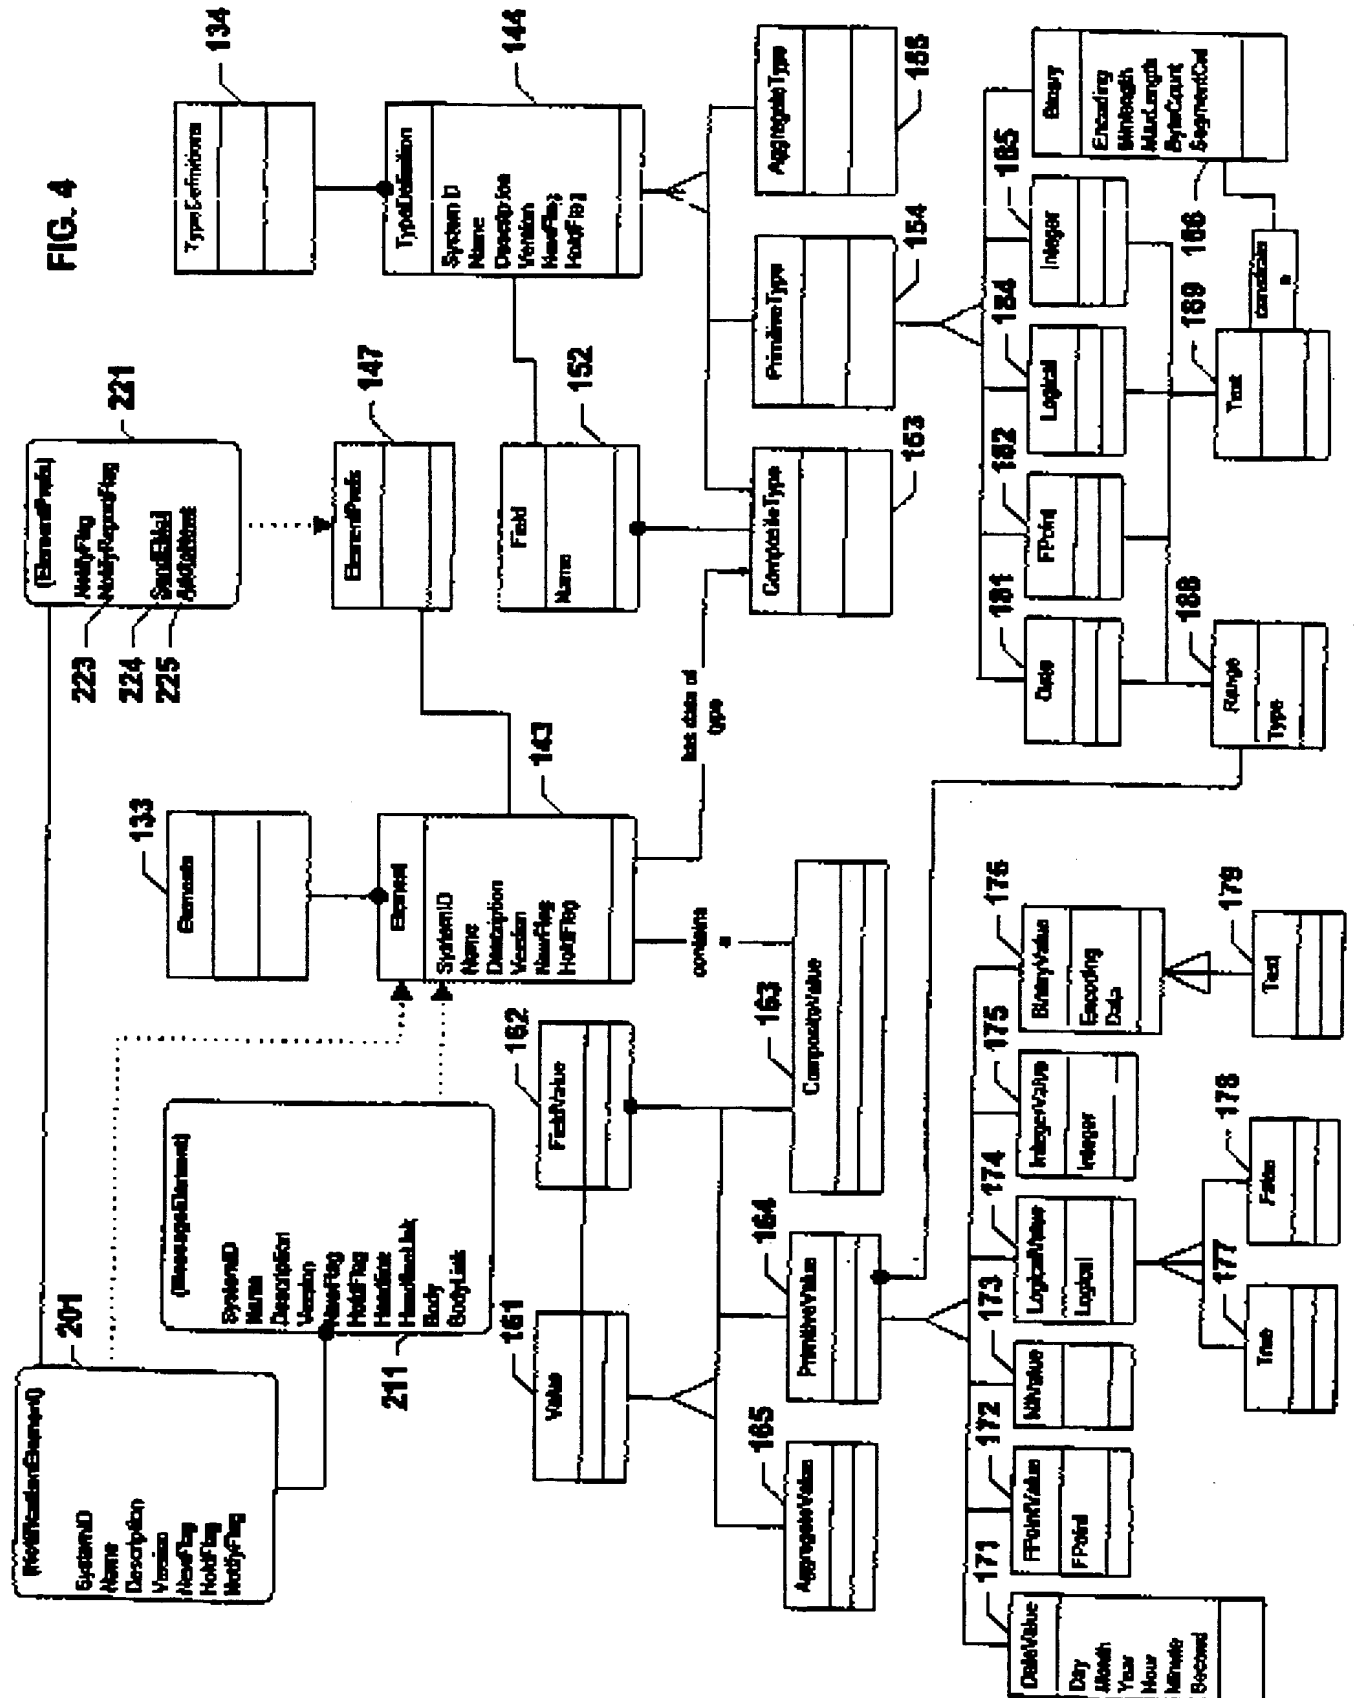 FIG. 4
221
(ElementPrefs)
NotifyFlag
NotifyReportFlag
SendEMail
223
224
225
201
(NotificationElement)
SystemID
Name
Description
Version
NewFlag
HoldFlag
NotifyFlag
(MessageElement)
SystemID
Name
Description
Version
NewFlag
HoldFlag
HeadSize
HeadNewLink
Body
BodyLink
211
133
Elements
143
Element
SystemID
Name
Description
Version
NewFlag
HoldFlag
147
ElementPrefs
134
TypeDefinitions
144
TypeDefinition
System ID
Name
Description
Version
NewFlag
HoldFlag
152
Field
Name
has data of
type
contains
a
161
Value
162
FieldValue
163
CompositeValue
164
PrimitiveValue
165
AggregateValue
153
CompositeType
154
PrimitiveType
155
AggregateType
171
DateValue
Day
Month
Year
Hour
Minute
Second
172
FPointValue
FPoint
173
NilValue
174
LogicalValue
Logical
175
IntegerValue
Integer
176
BinaryValue
Encoding
Data
177
True
178
False
179
Text
181
Date
182
FPoint
184
Logical
185
Integer
186
Binary
Encoding
MinLength
MaxLength
ByteCount
188
Range
Type
189
Text